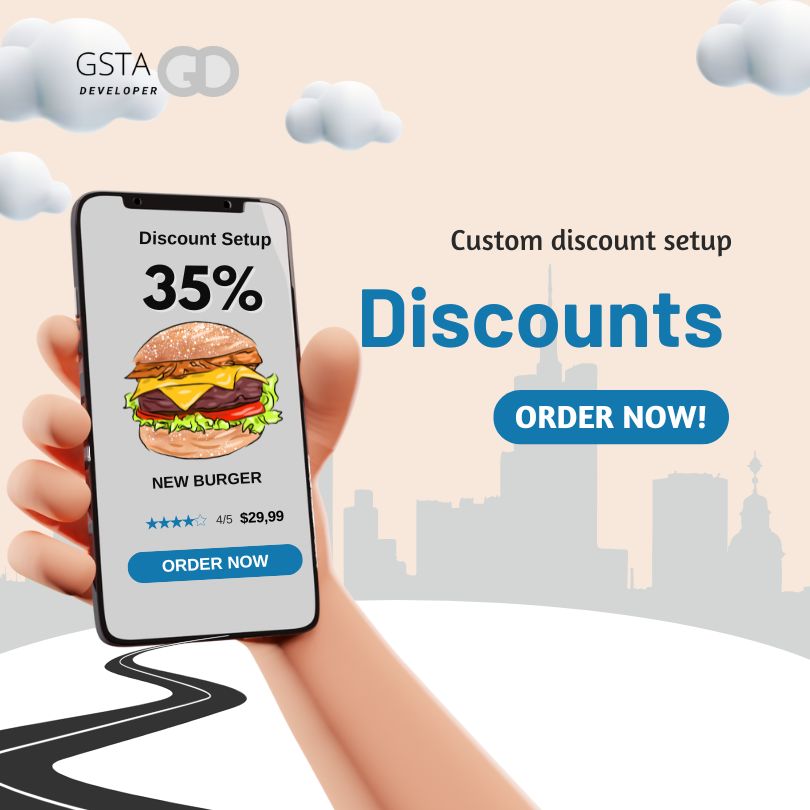 GSTA GD
DEVELOPER
Discount Setup
35%
NEW BURGER
4/5 $29,99
ORDER NOW
Custom discount setup
Discounts
ORDER NOW!